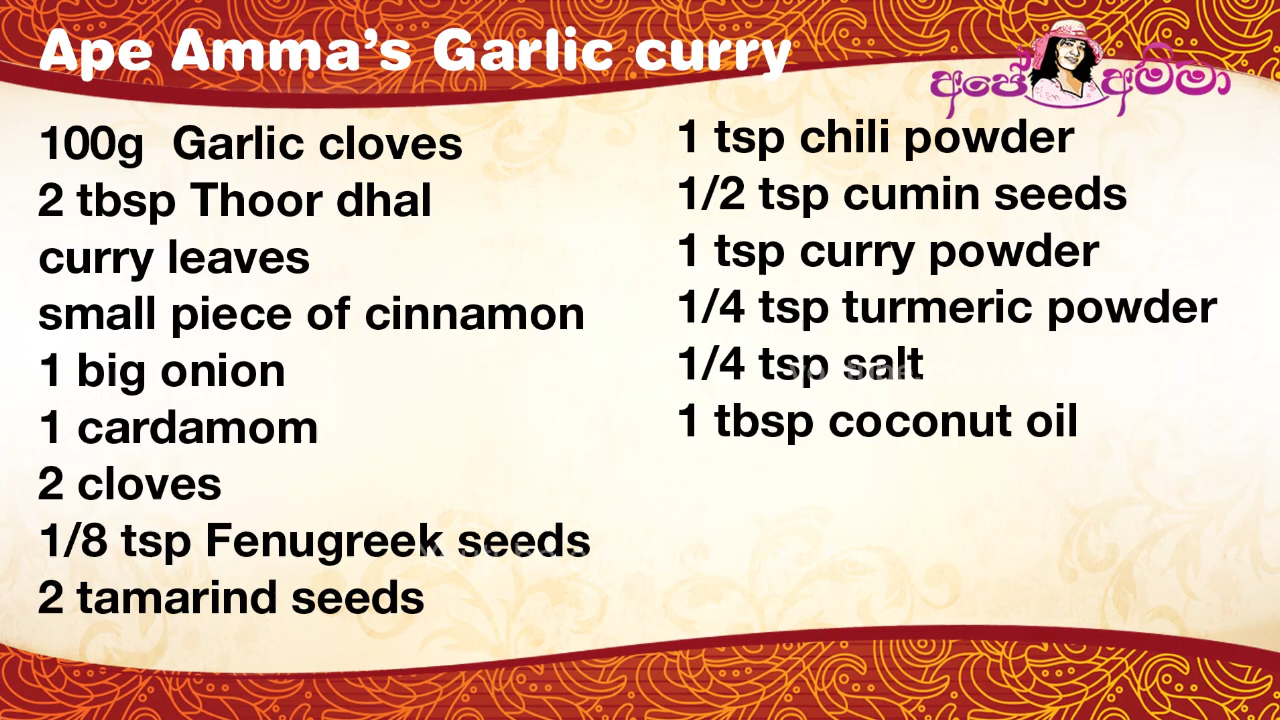 Ape Amma's Garlic curry
අපේ අම්මා
100g Garlic cloves
2 tbsp Thoor dhal
curry leaves
small piece of cinnamon
1 big onion
1 cardamom
2 cloves
1/8 tsp Fenugreek seeds
2 tamarind seeds
1 tsp chili powder
1/2 tsp cumin seeds
1 tsp curry powder
1/4 tsp turmeric powder
1/4 tsp salt
1 tbsp coconut oil